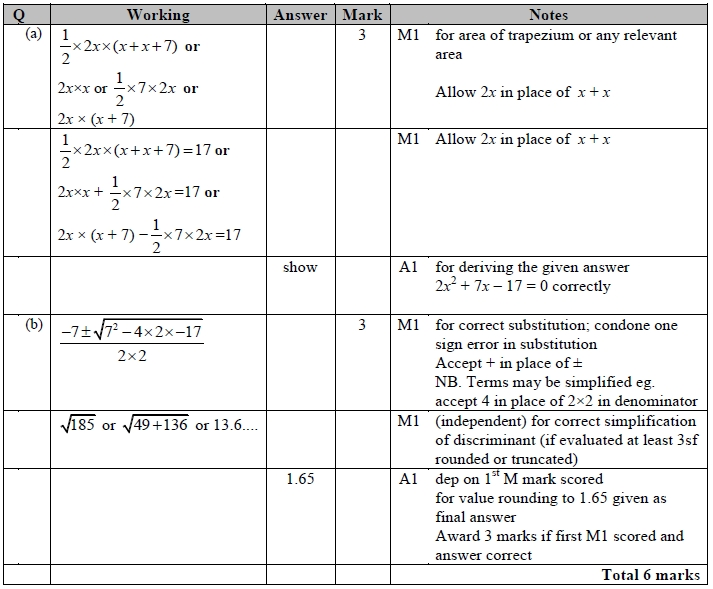 Q Working Answer Mark Notes
(a) 1/2 × 2x × (x + x + 7) or 3 M1 for area of trapezium or any relevant
area
2x×x or 1/2 × 7 × 2x or
Allow 2x in place of x + x
2x × (x + 7)
1/2 × 2x × (x + x + 7) = 17 or M1 Allow 2x in place of x + x
2x×x + 1/2 × 7 × 2x =17 or
2x × (x + 7) − 1/2 × 7 × 2x =17
show A1 for deriving the given answer
2x² + 7x – 17 = 0 correctly
(b) (−7 ± √(7² − 4 × 2 × −17)) / (2 × 2) 3 M1 for correct substitution; condone one
sign error in substitution
Accept + in place of ±
NB. Terms may be simplified eg.
accept 4 in place of 2×2 in denominator
√185 or √(49 + 136) or 13.6.... M1 (independent) for correct simplification
of discriminant (if evaluated at least 3sf
rounded or truncated)
1.65 A1 dep on 1st M mark scored
for value rounding to 1.65 given as
final answer
Award 3 marks if first M1 scored and
answer correct
Total 6 marks